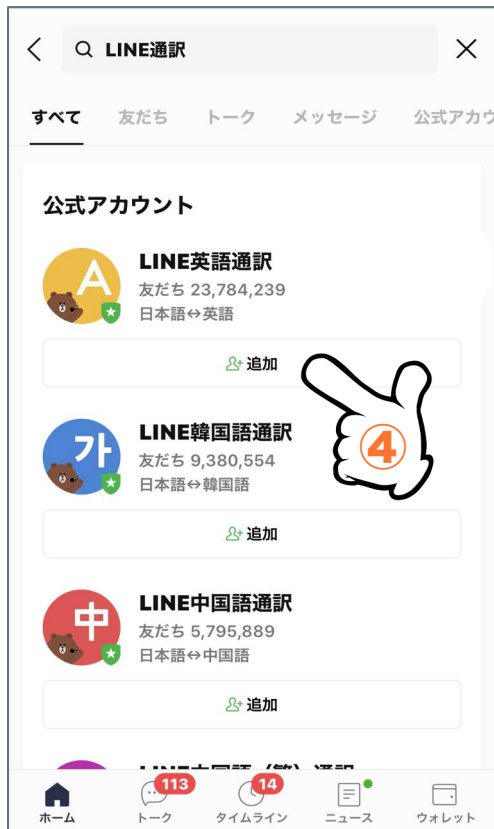 LINE通訳
すべて 友だち トーク メッセージ 公式アカウ
公式アカウント
A
LINE英語通訳
友だち 23,784,239
日本語↔英語
追加
④
가
LINE韓国語通訳
友だち 9,380,554
日本語↔韓国語
追加
中
LINE中国語通訳
友だち 5,795,889
日本語↔中国語
追加
113 14
ホーム トーク タイムライン ニュース ウォレット